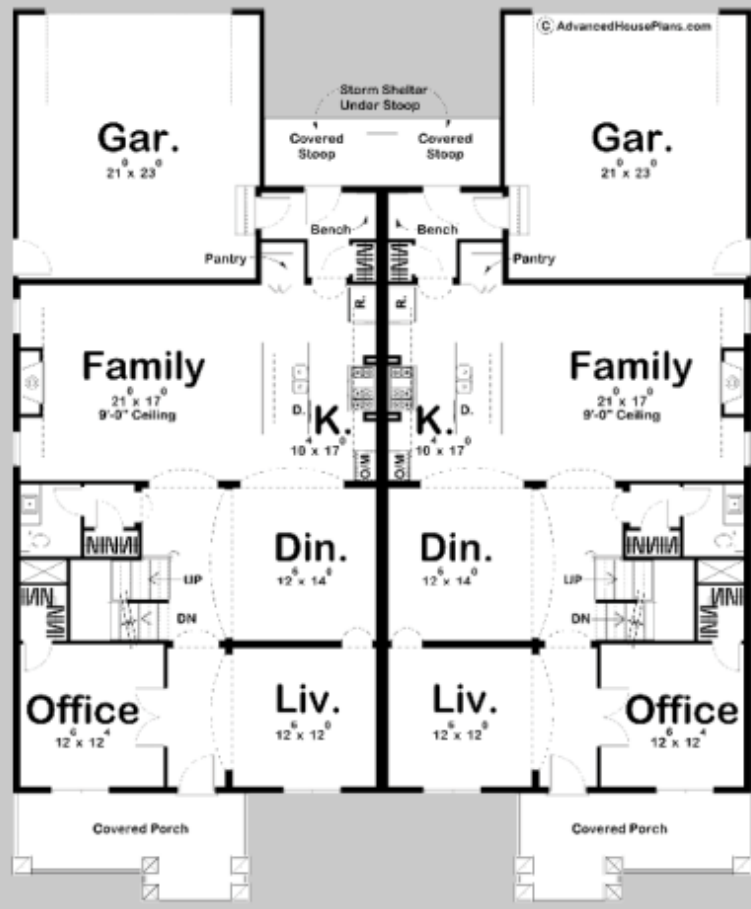 © AdvancedHousePlans.com
Storm Shelter
Under Stoop
Gar.
21⁰ x 23⁰
Covered
Stoop
Covered
Stoop
Gar.
21⁰ x 23⁰
Bench
Bench
Pantry
Pantry
R.
R.
Family
21⁰ x 17⁰
9'-0" Ceiling
D.
K.
10⁴ x 17⁰
O/M
K.
10⁴ x 17⁰
O/M
D.
Family
21⁰ x 17⁰
9'-0" Ceiling
Din.
12⁶ x 14⁰
Din.
12⁶ x 14⁰
UP
UP
DN
DN
Office
12⁶ x 12⁴
Liv.
12⁶ x 12⁰
Liv.
12⁶ x 12⁰
Office
12⁶ x 12⁴
Covered Porch
Covered Porch